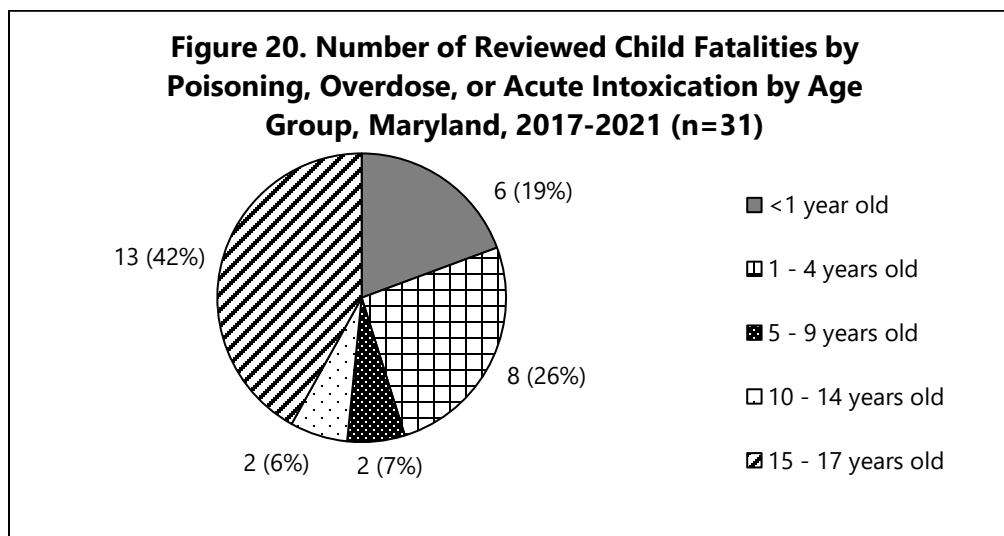 Figure 20. Number of Reviewed Child Fatalities by
Poisoning, Overdose, or Acute Intoxication by Age
Group, Maryland, 2017-2021 (n=31)
6 (19%)
8 (26%)
2 (7%)
2 (6%)
13 (42%)
<1 year old
1 - 4 years old
5 - 9 years old
10 - 14 years old
15 - 17 years old